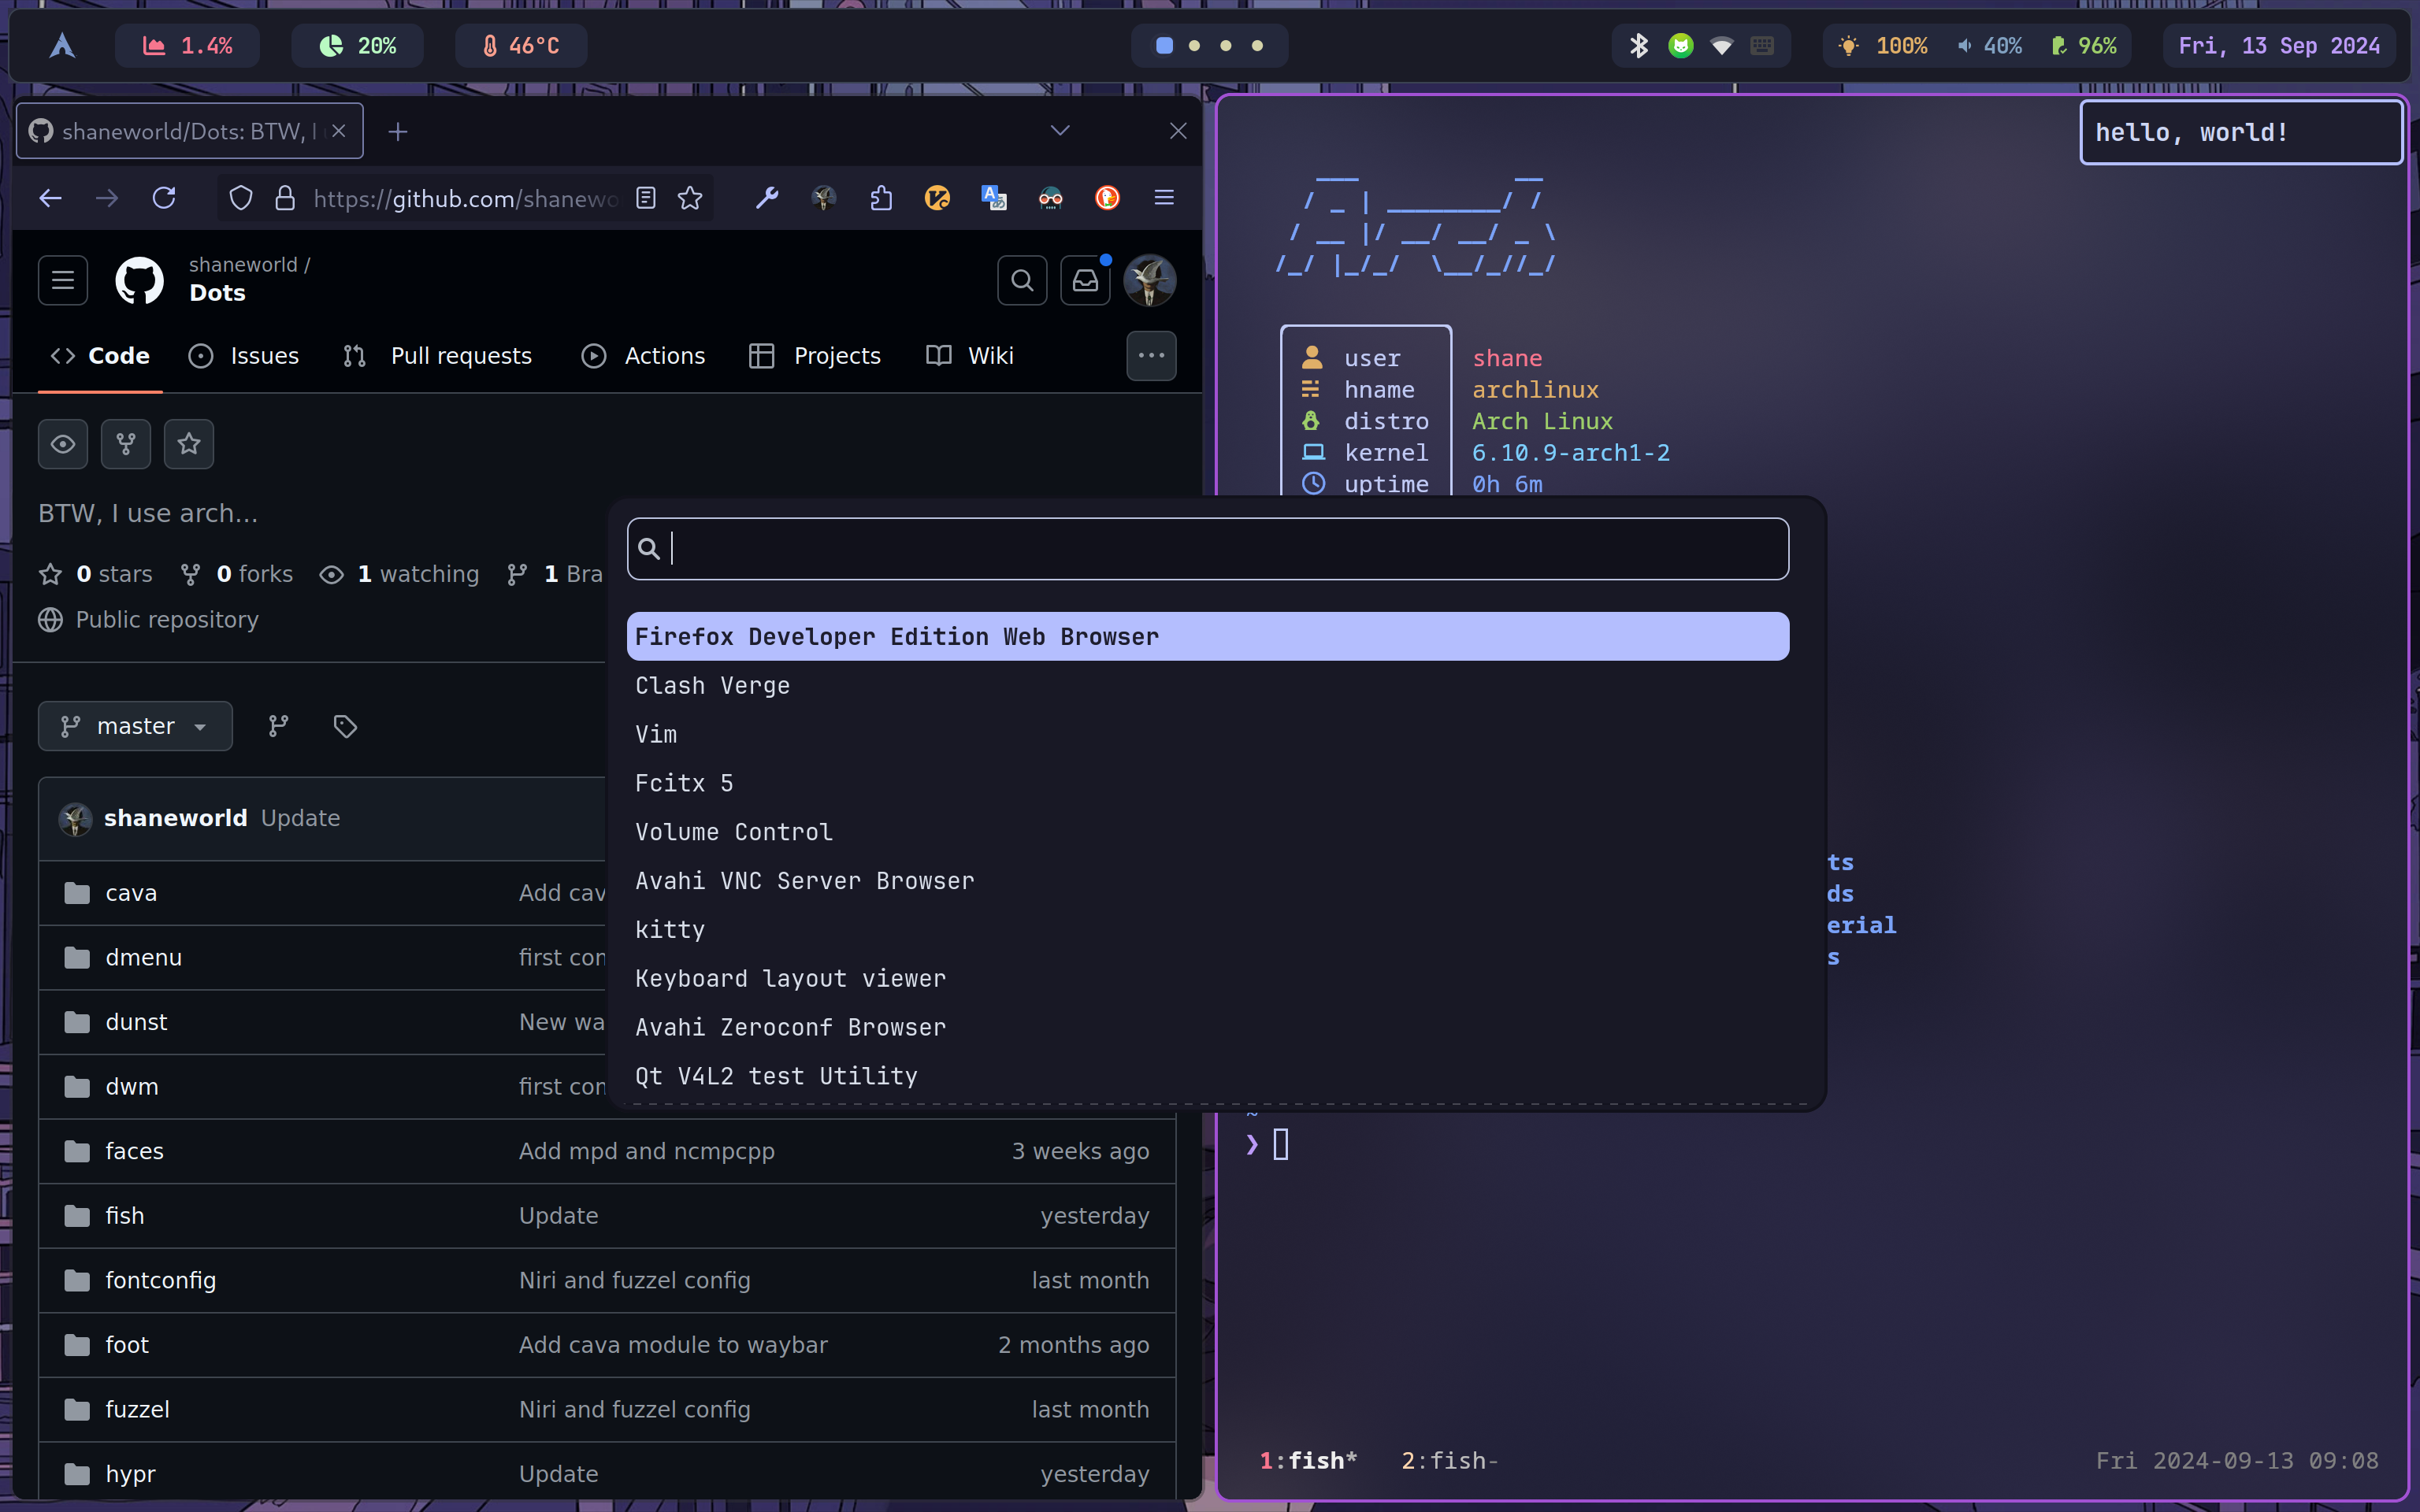 1.4% 20% 46°C 100% 40% 96% Fri, 13 Sep 2024
shaneworld/Dots: BTW, I
https://github.com/shanewo
shaneworld /
Dots
Code Issues Pull requests Actions Projects Wiki
BTW, I use arch...
0 stars 0 forks 1 watching 1 Bra
Public repository
master
shaneworld Update
cava Add cav
dmenu first con
dunst New wa
dwm first con
faces Add mpd and ncmpcpp 3 weeks ago
fish Update yesterday
fontconfig Niri and fuzzel config last month
foot Add cava module to waybar 2 months ago
fuzzel Niri and fuzzel config last month
hypr Update yesterday
hello, world!
Arch
user shane
hname archlinux
distro Arch Linux
kernel 6.10.9-arch1-2
uptime 0h 6m
Firefox Developer Edition Web Browser
Clash Verge
Vim
Fcitx 5
Volume Control
Avahi VNC Server Browser
kitty
Keyboard layout viewer
Avahi Zeroconf Browser
Qt V4L2 test Utility
ts
ds
erial
s
~
❯
1:fish* 2:fish- Fri 2024-09-13 09:08